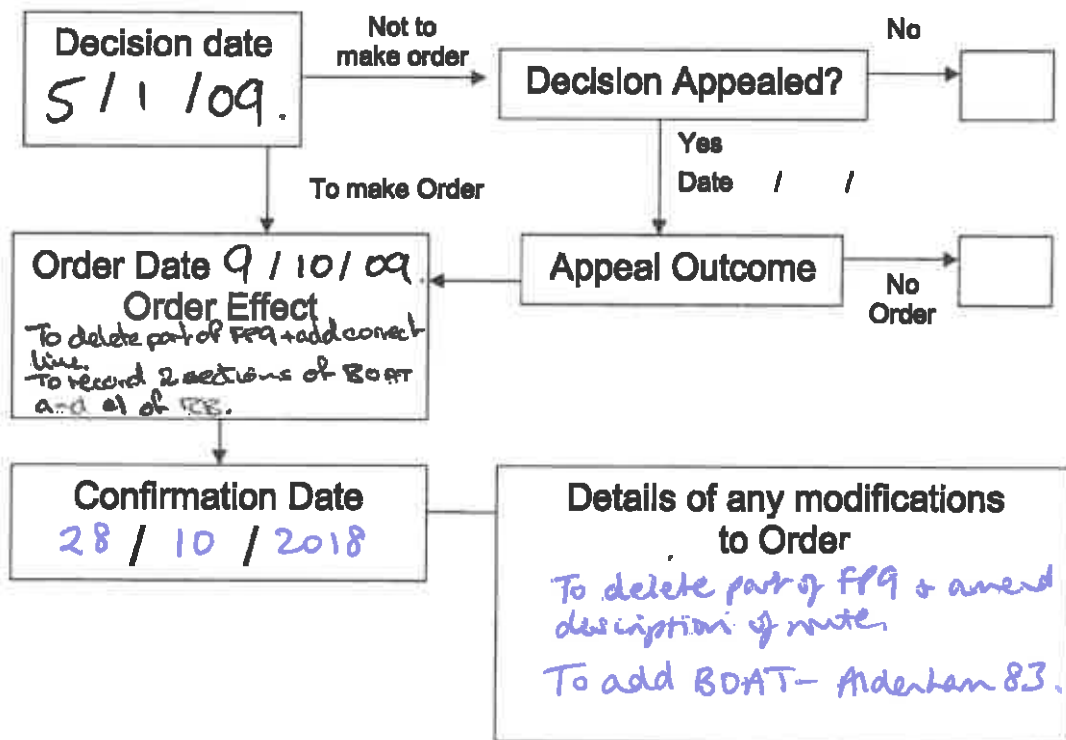 Decision date
5 / 1 / 09.
Not to
make order
Decision Appealed?
No
Yes
Date / /
To make Order
Order Date 9 / 10 / 09.
Order Effect
To delete part of FP9 + add correct
line.
To record 2 sections of BOAT
and of RB.
Appeal Outcome
No
Order
Confirmation Date
28 / 10 / 2018
Details of any modifications
to Order
To delete part of FP9 & amend
description of route.
To add BOAT - Aldenham 83.